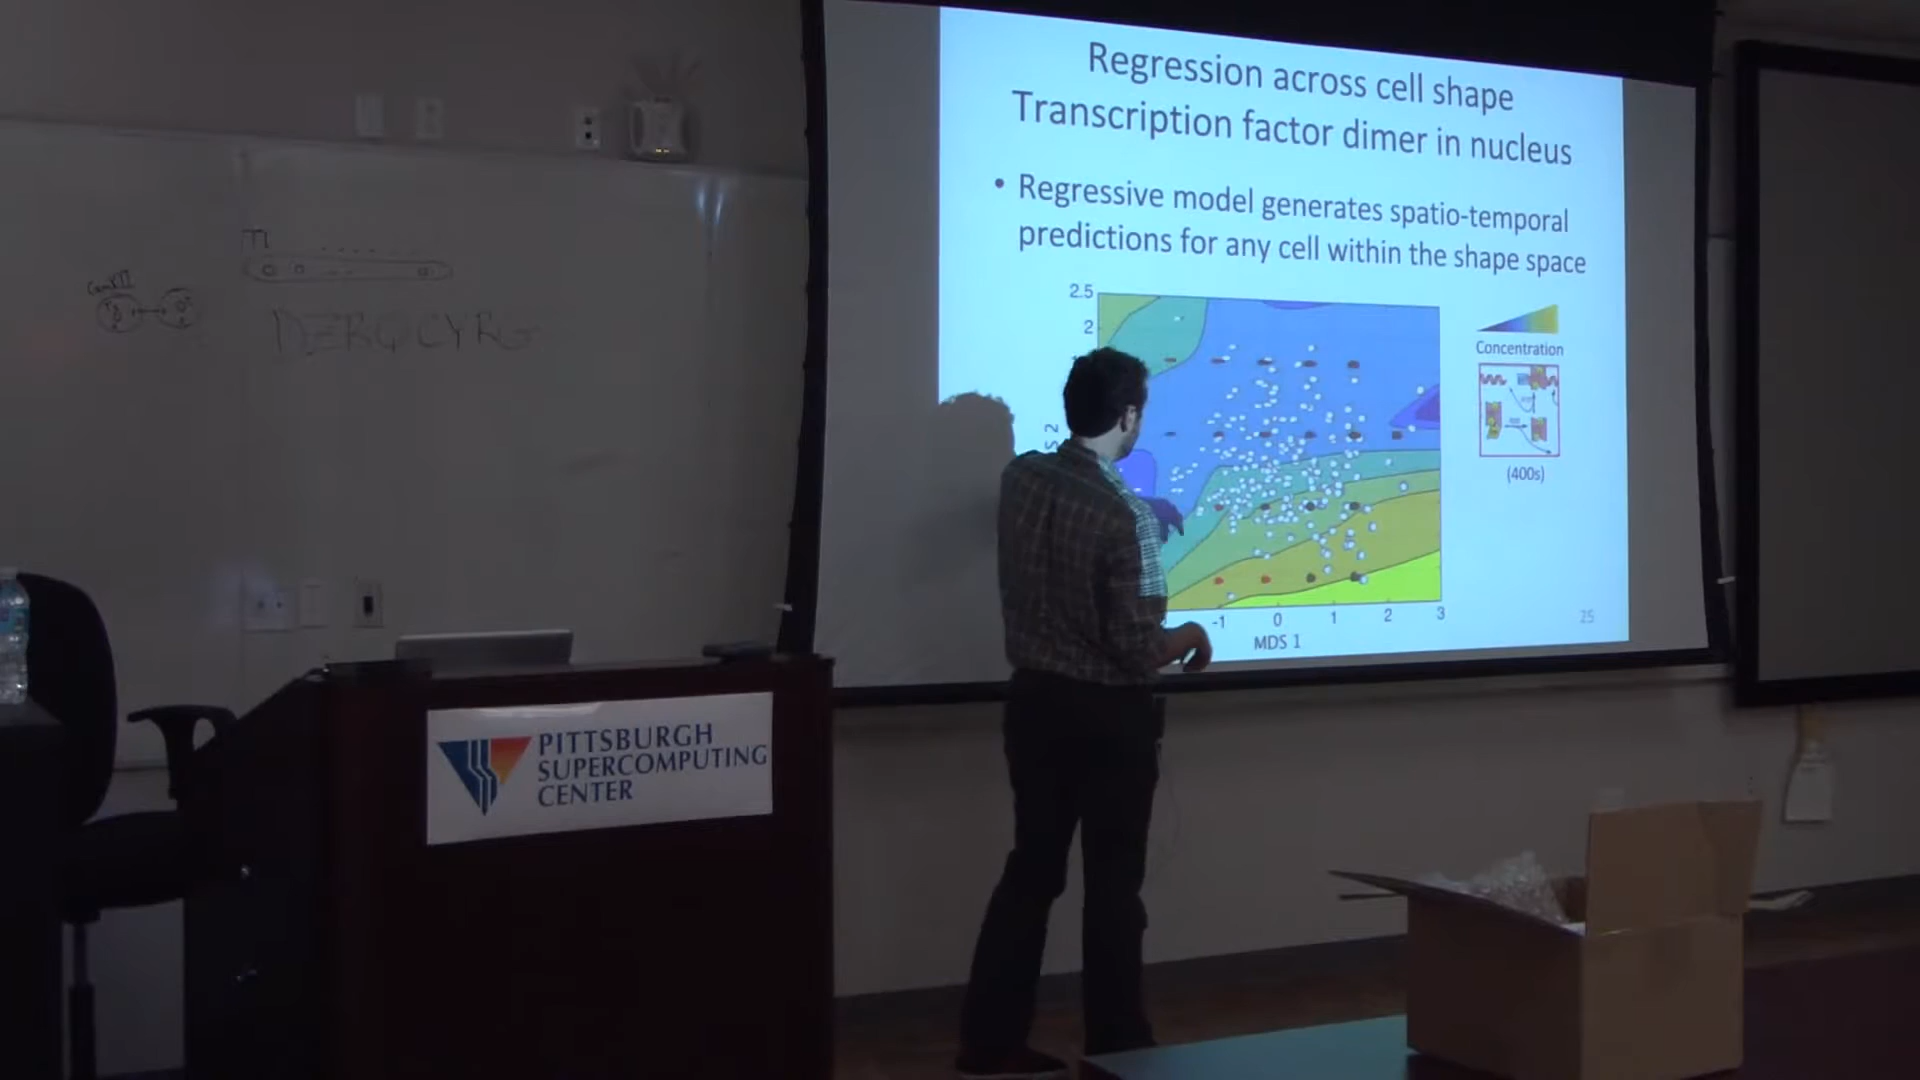 Regression across cell shape
Transcription factor dimer in nucleus
• Regressive model generates spatio-temporal
predictions for any cell within the shape space
2.5
2
S 2
-1 0 1 2 3
MDS 1
Concentration
(400s)
25
PITTSBURGH
SUPERCOMPUTING
CENTER